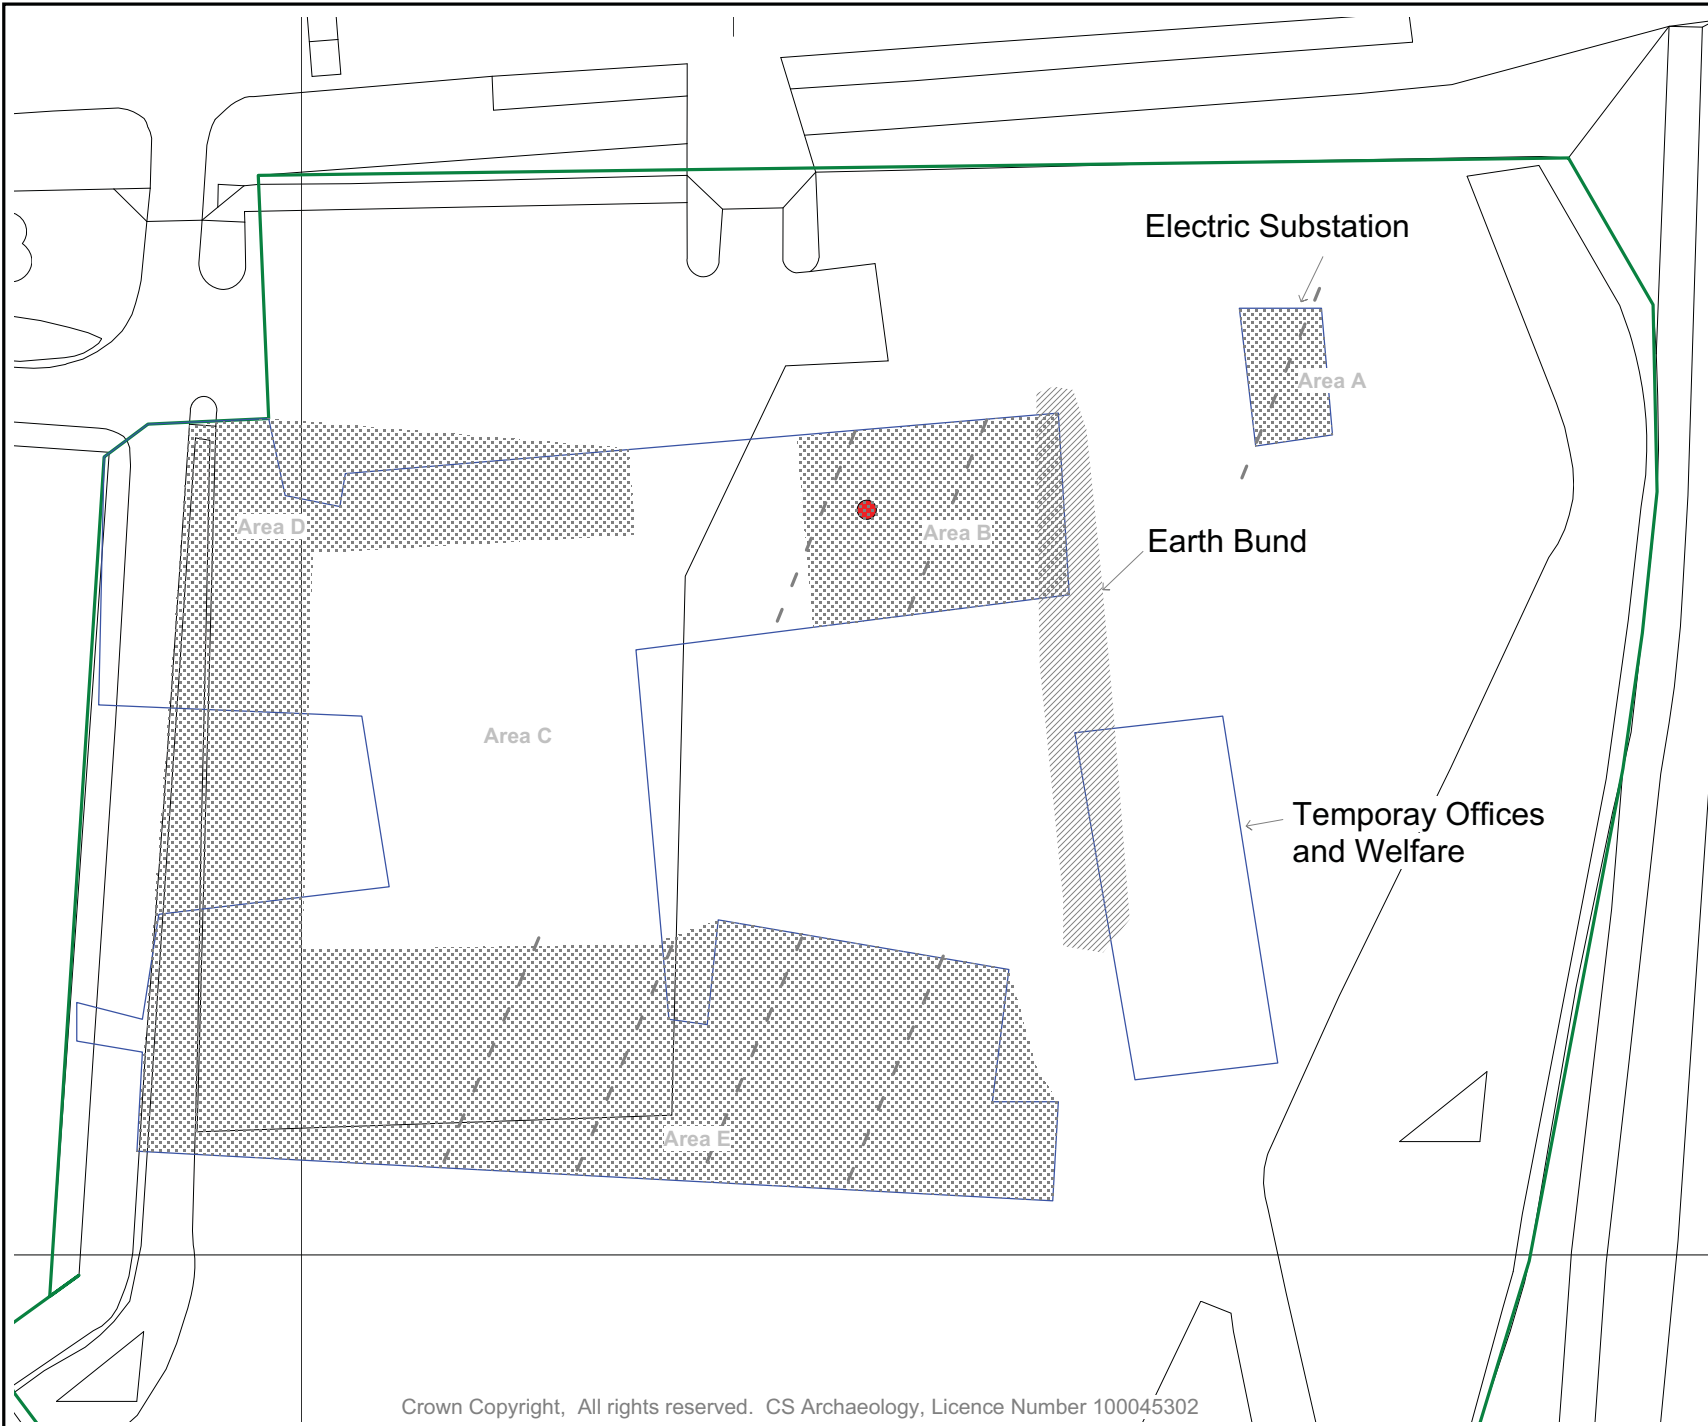 Electric Substation
Area A
Area D
Area B
Earth Bund
Area C
Temporay Offices
and Welfare
Area E
Crown Copyright, All rights reserved. CS Archaeology, Licence Number 100045302